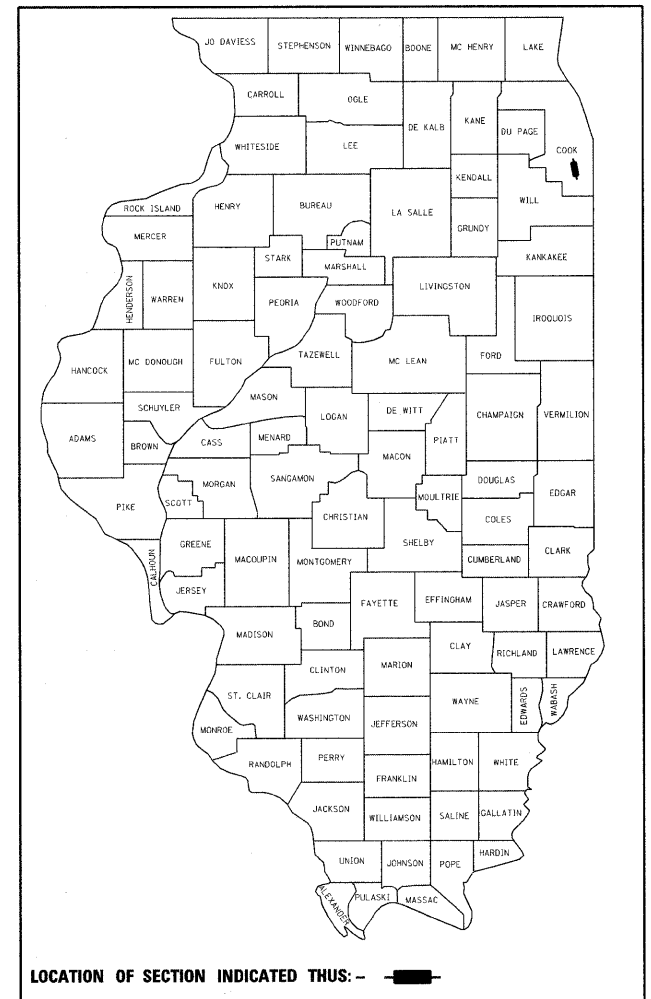 JO DAVIESS STEPHENSON WINNEBAGO BOONE MC HENRY LAKE
CARROLL OGLE
DE KALB KANE DU PAGE
COOK
WHITESIDE LEE
KENDALL
WILL
ROCK ISLAND HENRY BUREAU LA SALLE
MERCER
GRUNDY
PUTNAM
KANKAKEE
STARK
MARSHALL
HENDERSON WARREN KNOX
LIVINGSTON
PEORIA WOODFORD
IROQUOIS
HANCOCK MC DONOUGH FULTON TAZEWELL MC LEAN FORD
MASON
SCHUYLER
LOGAN DE WITT
CHAMPAIGN VERMILION
ADAMS BROWN CASS MENARD
PIATT
MACON
MORGAN SANGAMON
DOUGLAS
EDGAR
PIKE SCOTT
MOULTRIE
CHRISTIAN
COLES
GREENE
SHELBY
CALHOUN
MACOUPIN MONTGOMERY
CUMBERLAND CLARK
JERSEY
FAYETTE EFFINGHAM JASPER CRAWFORD
MADISON BOND
CLAY
RICHLAND LAWRENCE
CLINTON MARION
ST. CLAIR
WAYNE EDWARDS WABASH
WASHINGTON
JEFFERSON
MONROE
RANDOLPH PERRY
HAMILTON WHITE
FRANKLIN
JACKSON
WILLIAMSON SALINE GALLATIN
UNION JOHNSON POPE HARDIN
ALEXANDER PULASKI MASSAC
LOCATION OF SECTION INDICATED THUS: –